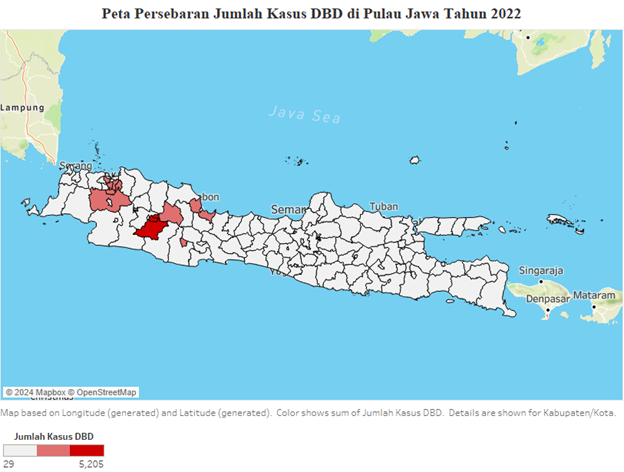 Peta Persebaran Jumlah Kasus DBD di Pulau Jawa Tahun 2022
Java Sea
Lampung
Serang
bon
Semar
Tuban
Singaraja
Denpasar
Mataram
© 2024 Mapbox © OpenStreetMap
Map based on Longitude (generated) and Latitude (generated). Color shows sum of Jumlah Kasus DBD. Details are shown for Kabupaten/Kota.
Jumlah Kasus DBD
29 5,205